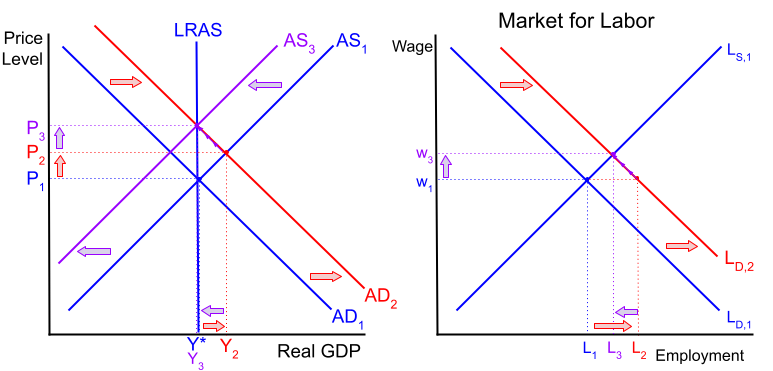 Price
Level
LRAS
AS3
AS1
P3
P2
P1
AD2
AD1
Y*
Y3
Y2
Real GDP
Market for Labor
Wage
LS,1
w3
w1
LD,2
LD,1
L1
L3
L2
Employment